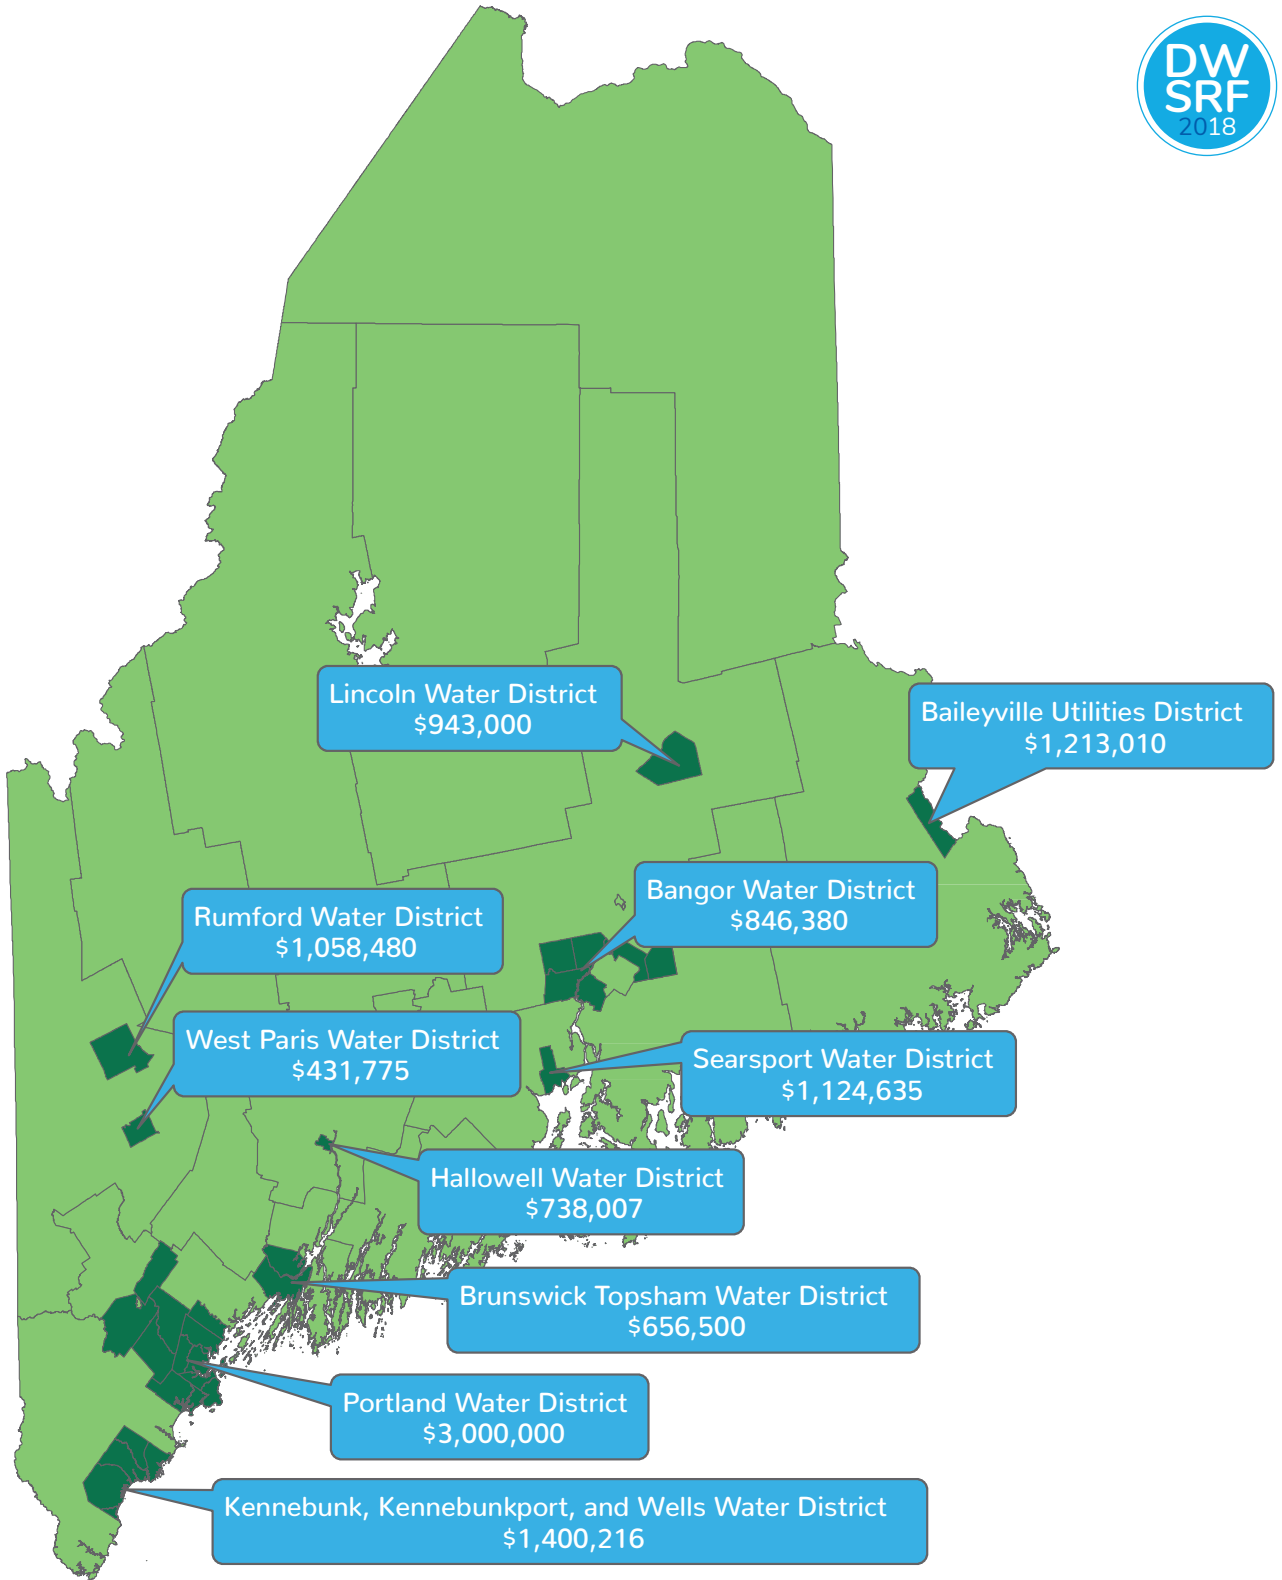 DW
SRF
2018
Lincoln Water District
$943,000
Baileyville Utilities District
$1,213,010
Bangor Water District
$846,380
Rumford Water District
$1,058,480
West Paris Water District
$431,775
Searsport Water District
$1,124,635
Hallowell Water District
$738,007
Brunswick Topsham Water District
$656,500
Portland Water District
$3,000,000
Kennebunk, Kennebunkport, and Wells Water District
$1,400,216